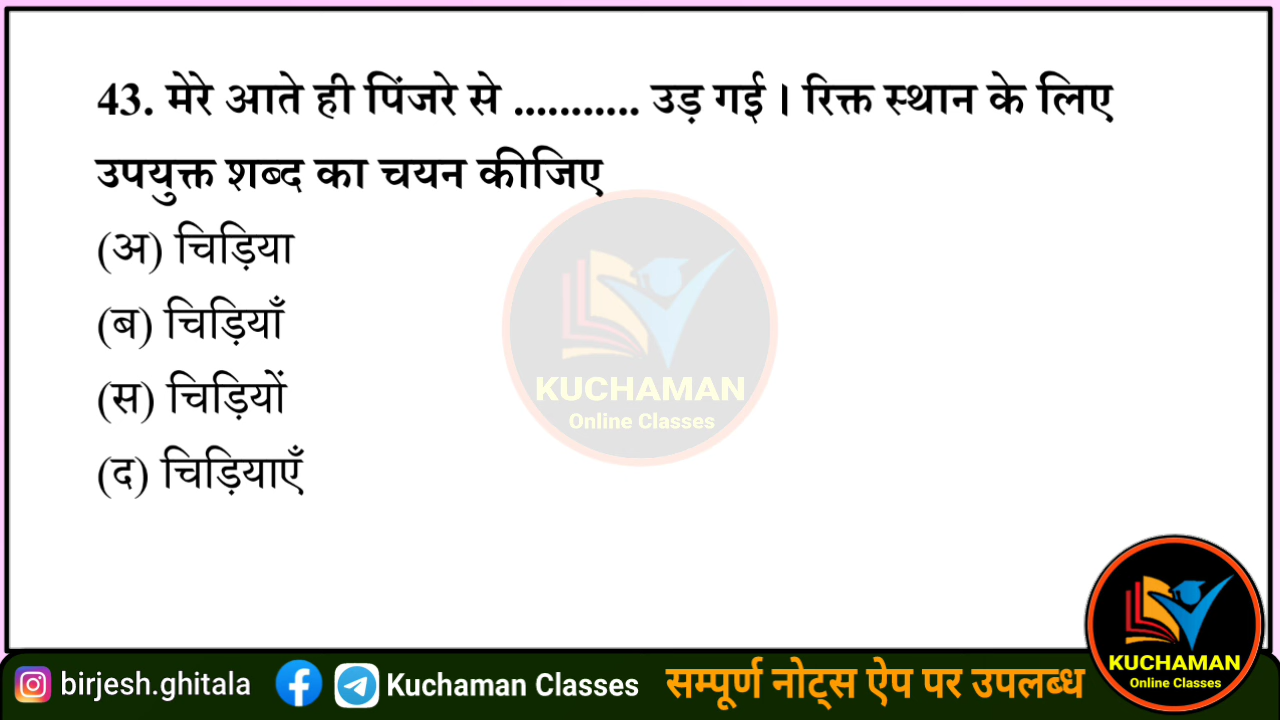 43. मेरे आते ही पिंजरे से ........... उड़ गई । रिक्त स्थान के लिए
उपयुक्त शब्द का चयन कीजिए
(अ) चिड़िया
(ब) चिड़ियाँ
(स) चिड़ियों
(द) चिड़ियाएँ
KUCHAMAN
Online Classes
KUCHAMAN
Online Classes
birjesh.ghitala
Kuchaman Classes
सम्पूर्ण नोट्स ऐप पर उपलब्ध